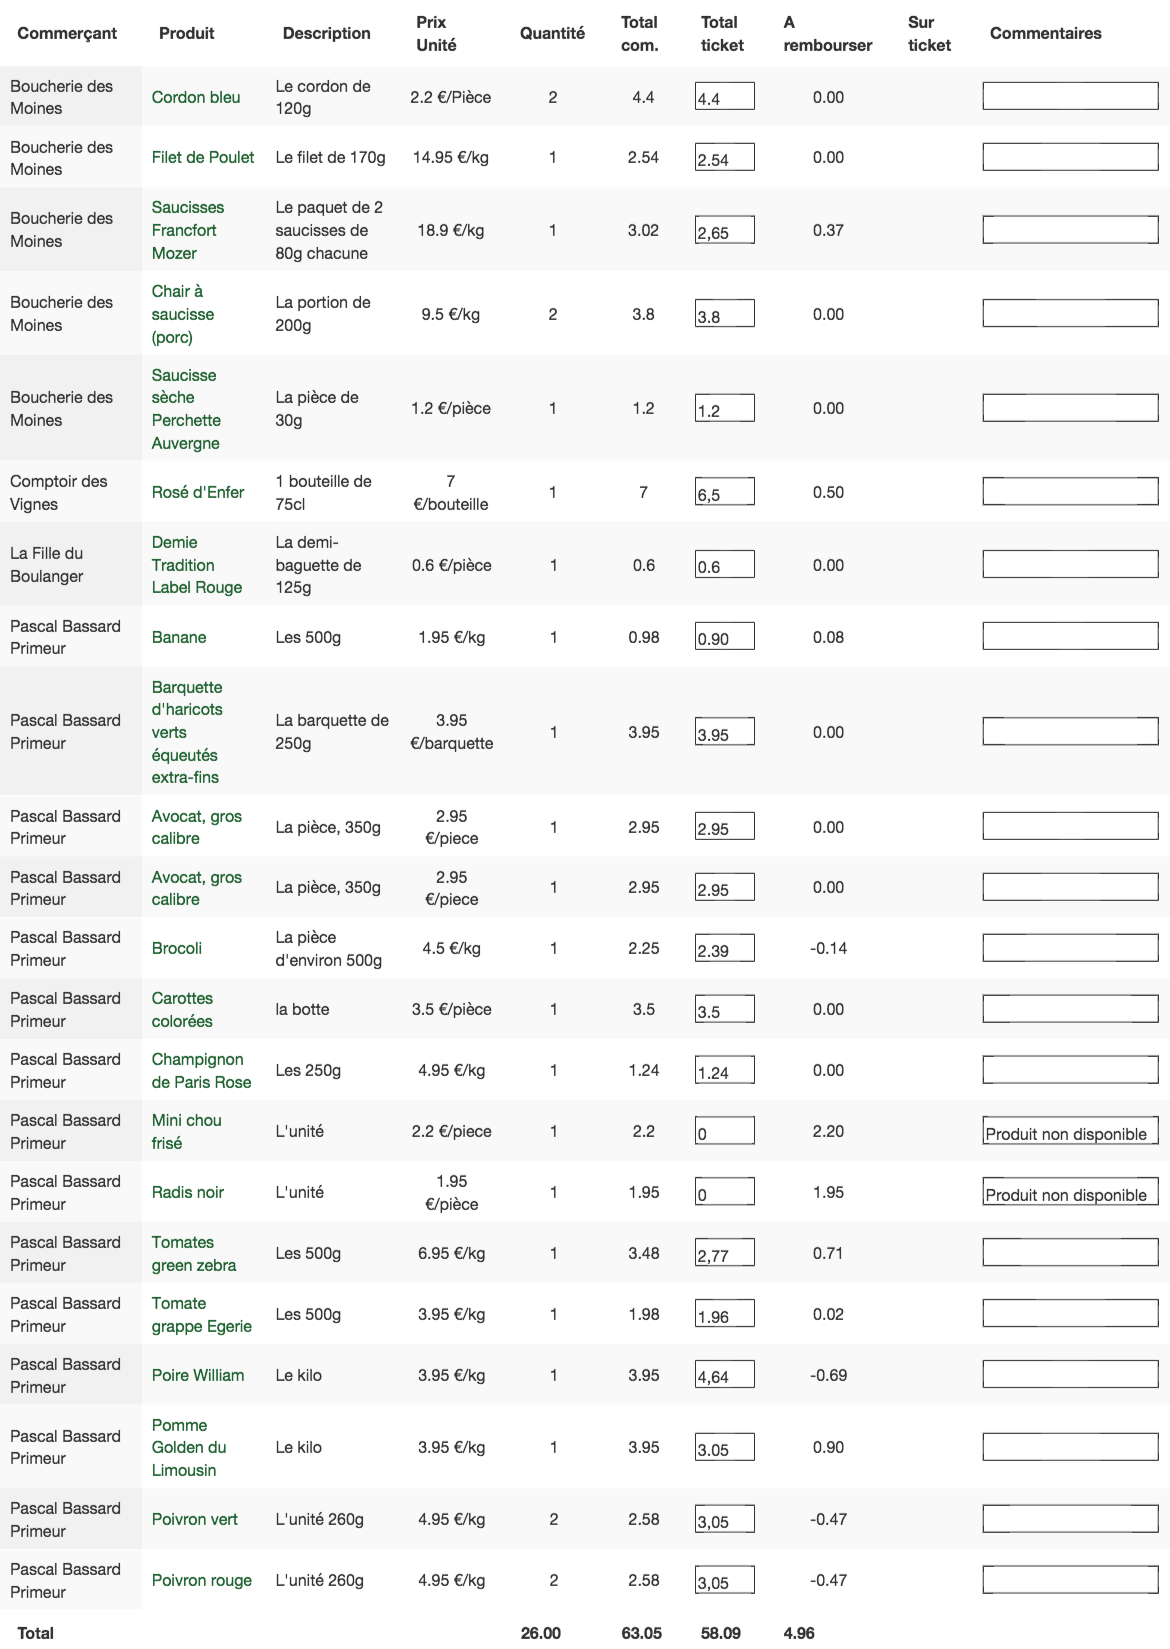 Commerçant Produit Description Prix Unité Quantité Total com. Total ticket A rembourser Sur ticket Commentaires
Boucherie des Moines Cordon bleu Le cordon de 120g 2.2 €/Pièce 2 4.4 4.4 0.00
Boucherie des Moines Filet de Poulet Le filet de 170g 14.95 €/kg 1 2.54 2.54 0.00
Boucherie des Moines Saucisses Francfort Mozer Le paquet de 2 saucisses de 80g chacune 18.9 €/kg 1 3.02 2,65 0.37
Boucherie des Moines Chair à saucisse (porc) La portion de 200g 9.5 €/kg 2 3.8 3.8 0.00
Boucherie des Moines Saucisse sèche Perchette Auvergne La pièce de 30g 1.2 €/pièce 1 1.2 1.2 0.00
Comptoir des Vignes Rosé d'Enfer 1 bouteille de 75cl 7 €/bouteille 1 7 6,5 0.50
La Fille du Boulanger Demie Tradition Label Rouge La demi-baguette de 125g 0.6 €/pièce 1 0.6 0.6 0.00
Pascal Bassard Primeur Banane Les 500g 1.95 €/kg 1 0.98 0.90 0.08
Pascal Bassard Primeur Barquette d'haricots verts équeutés extra-fins La barquette de 250g 3.95 €/barquette 1 3.95 3.95 0.00
Pascal Bassard Primeur Avocat, gros calibre La pièce, 350g 2.95 €/piece 1 2.95 2.95 0.00
Pascal Bassard Primeur Avocat, gros calibre La pièce, 350g 2.95 €/piece 1 2.95 2.95 0.00
Pascal Bassard Primeur Brocoli La pièce d'environ 500g 4.5 €/kg 1 2.25 2.39 -0.14
Pascal Bassard Primeur Carottes colorées la botte 3.5 €/pièce 1 3.5 3.5 0.00
Pascal Bassard Primeur Champignon de Paris Rose Les 250g 4.95 €/kg 1 1.24 1.24 0.00
Pascal Bassard Primeur Mini chou frisé L'unité 2.2 €/piece 1 2.2 0 2.20 Produit non disponible
Pascal Bassard Primeur Radis noir L'unité 1.95 €/pièce 1 1.95 0 1.95 Produit non disponible
Pascal Bassard Primeur Tomates green zebra Les 500g 6.95 €/kg 1 3.48 2,77 0.71
Pascal Bassard Primeur Tomate grappe Egerie Les 500g 3.95 €/kg 1 1.98 1.96 0.02
Pascal Bassard Primeur Poire William Le kilo 3.95 €/kg 1 3.95 4,64 -0.69
Pascal Bassard Primeur Pomme Golden du Limousin Le kilo 3.95 €/kg 1 3.95 3.05 0.90
Pascal Bassard Primeur Poivron vert L'unité 260g 4.95 €/kg 2 2.58 3,05 -0.47
Pascal Bassard Primeur Poivron rouge L'unité 260g 4.95 €/kg 2 2.58 3,05 -0.47
Total 26.00 63.05 58.09 4.96